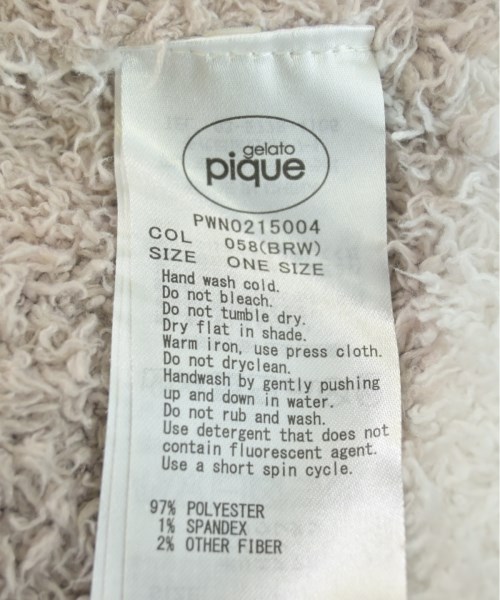 gelato
pique
PWNO215004
COL 058(BRW)
SIZE ONE SIZE
Hand wash cold.
Do not bleach.
Do not tumble dry.
Dry flat in shade.
Warm iron, use press cloth.
Do not dryclean.
Handwash by gently pushing
up and down in water.
Do not rub and wash.
Use detergent that does not
contain fluorescent agent.
Use a short spin cycle.
97% POLYESTER
1% SPANDEX
2% OTHER FIBER